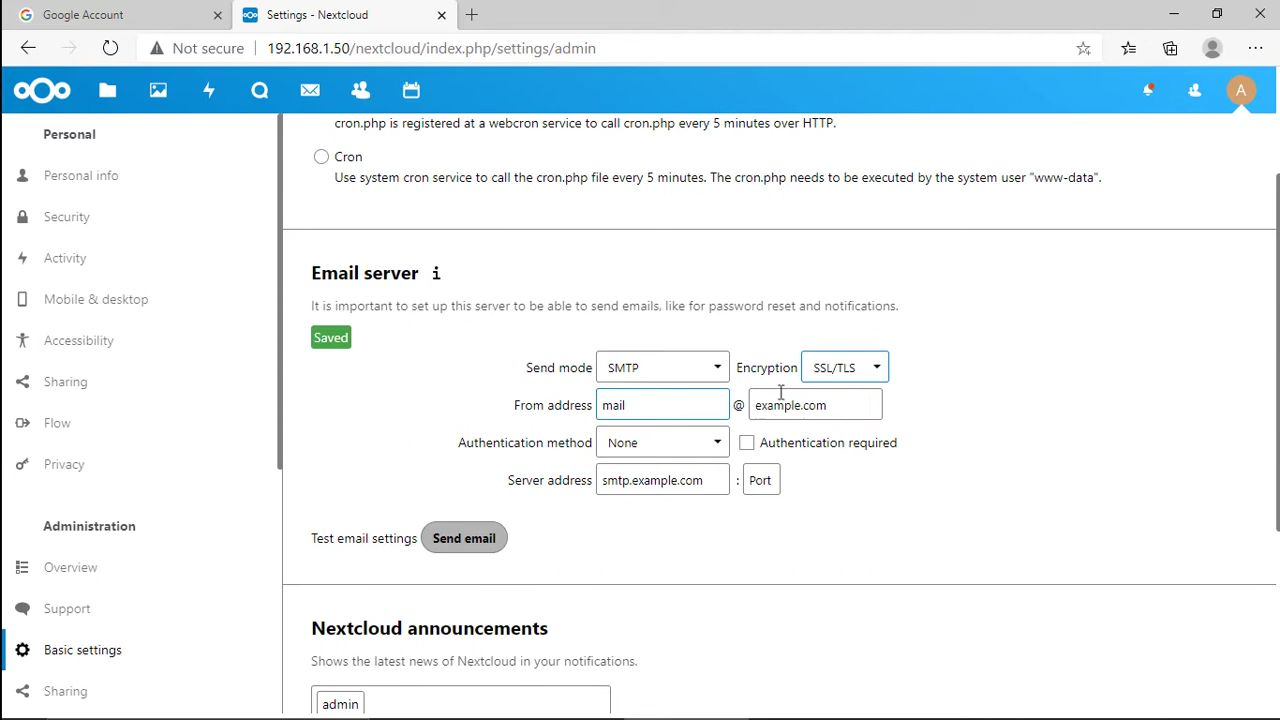 Google Account
Settings - Nextcloud
Not secure
192.168.1.50/nextcloud/index.php/settings/admin
A
Personal
Personal info
Security
Activity
Mobile & desktop
Accessibility
Sharing
Flow
Privacy
Administration
Overview
Support
Basic settings
Sharing
cron.php is registered at a webcron service to call cron.php every 5 minutes over HTTP.
Cron
Use system cron service to call the cron.php file every 5 minutes. The cron.php needs to be executed by the system user "www-data".
Email server i
It is important to set up this server to be able to send emails, like for password reset and notifications.
Saved
Send mode SMTP Encryption SSL/TLS
From address mail @ example.com
Authentication method None Authentication required
Server address smtp.example.com : Port
Test email settings Send email
Nextcloud announcements
Shows the latest news of Nextcloud in your notifications.
admin